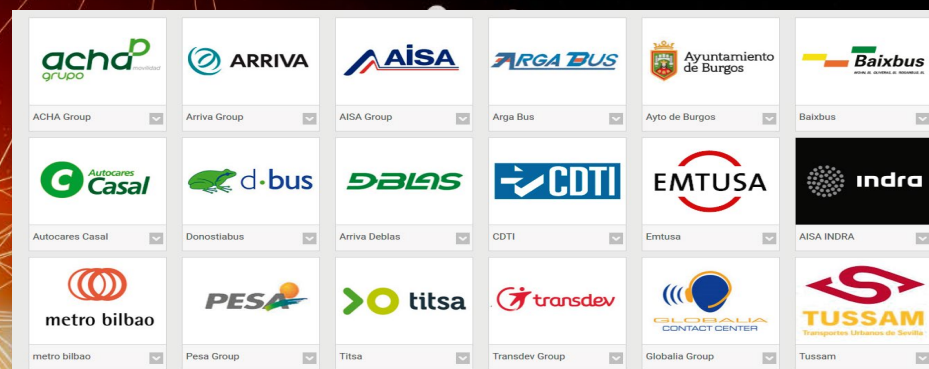 acha
movilidad
grupo
ARRIVA
AISA
ARGA BUS
Ayuntamiento
de Burgos
Baixbus
ACHA Group
Arriva Group
AISA Group
Arga Bus
Ayto de Burgos
Baixbus
Autocares
Casal
d·bus
DBLAS
CDTI
EMTUSA
indra
Autocares Casal
Donostiabus
Arriva Deblas
CDTI
Emtusa
AISA INDRA
metro bilbao
PESA
titsa
transdev
GLOBALIA
CONTACT CENTER
TUSSAM
Transportes Urbanos de Sevilla
metro bilbao
Pesa Group
Titsa
Transdev Group
Globalia Group
Tussam